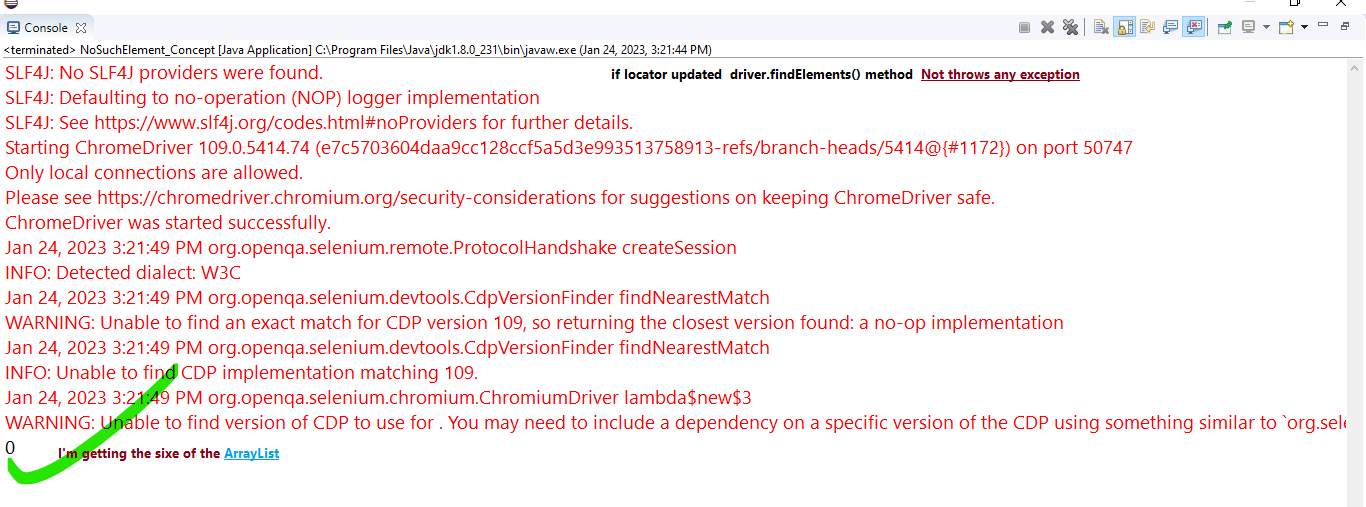 Console
<terminated> NoSuchElement_Concept [Java Application] C:\Program Files\Java\jdk1.8.0_231\bin\javaw.exe (Jan 24, 2023, 3:21:44 PM)
SLF4J: No SLF4J providers were found.
if locator updated driver.findElements() method Not throws any exception
SLF4J: Defaulting to no-operation (NOP) logger implementation
SLF4J: See https://www.slf4j.org/codes.html#noProviders for further details.
Starting ChromeDriver 109.0.5414.74 (e7c5703604daa9cc128ccf5a5d3e993513758913-refs/branch-heads/5414@{#1172}) on port 50747
Only local connections are allowed.
Please see https://chromedriver.chromium.org/security-considerations for suggestions on keeping ChromeDriver safe.
ChromeDriver was started successfully.
Jan 24, 2023 3:21:49 PM org.openqa.selenium.remote.ProtocolHandshake createSession
INFO: Detected dialect: W3C
Jan 24, 2023 3:21:49 PM org.openqa.selenium.devtools.CdpVersionFinder findNearestMatch
WARNING: Unable to find an exact match for CDP version 109, so returning the closest version found: a no-op implementation
Jan 24, 2023 3:21:49 PM org.openqa.selenium.devtools.CdpVersionFinder findNearestMatch
INFO: Unable to find CDP implementation matching 109.
Jan 24, 2023 3:21:49 PM org.openqa.selenium.chromium.ChromiumDriver lambda$new$3
WARNING: Unable to find version of CDP to use for . You may need to include a dependency on a specific version of the CDP using something similar to `org.sele
0
I'm getting the sixe of the ArrayList